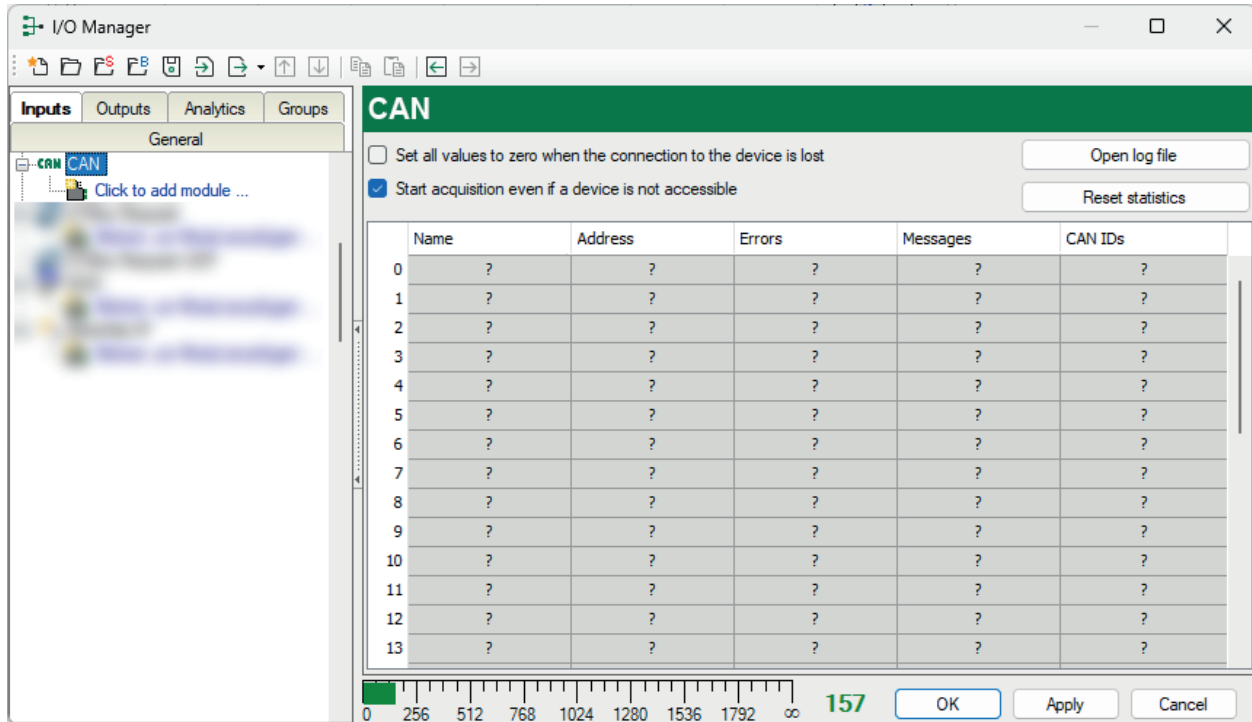 I/O Manager
Inputs Outputs Analytics Groups
General
CAN CAN
Click to add module ...
CAN
Set all values to zero when the connection to the device is lost
Open log file
Start acquisition even if a device is not accessible
Reset statistics
Name Address Errors Messages CAN IDs
0 ? ? ? ? ?
1 ? ? ? ? ?
2 ? ? ? ? ?
3 ? ? ? ? ?
4 ? ? ? ? ?
5 ? ? ? ? ?
6 ? ? ? ? ?
7 ? ? ? ? ?
8 ? ? ? ? ?
9 ? ? ? ? ?
10 ? ? ? ? ?
11 ? ? ? ? ?
12 ? ? ? ? ?
13 ? ? ? ? ?
0 256 512 768 1024 1280 1536 1792 ∞ 157 OK Apply Cancel